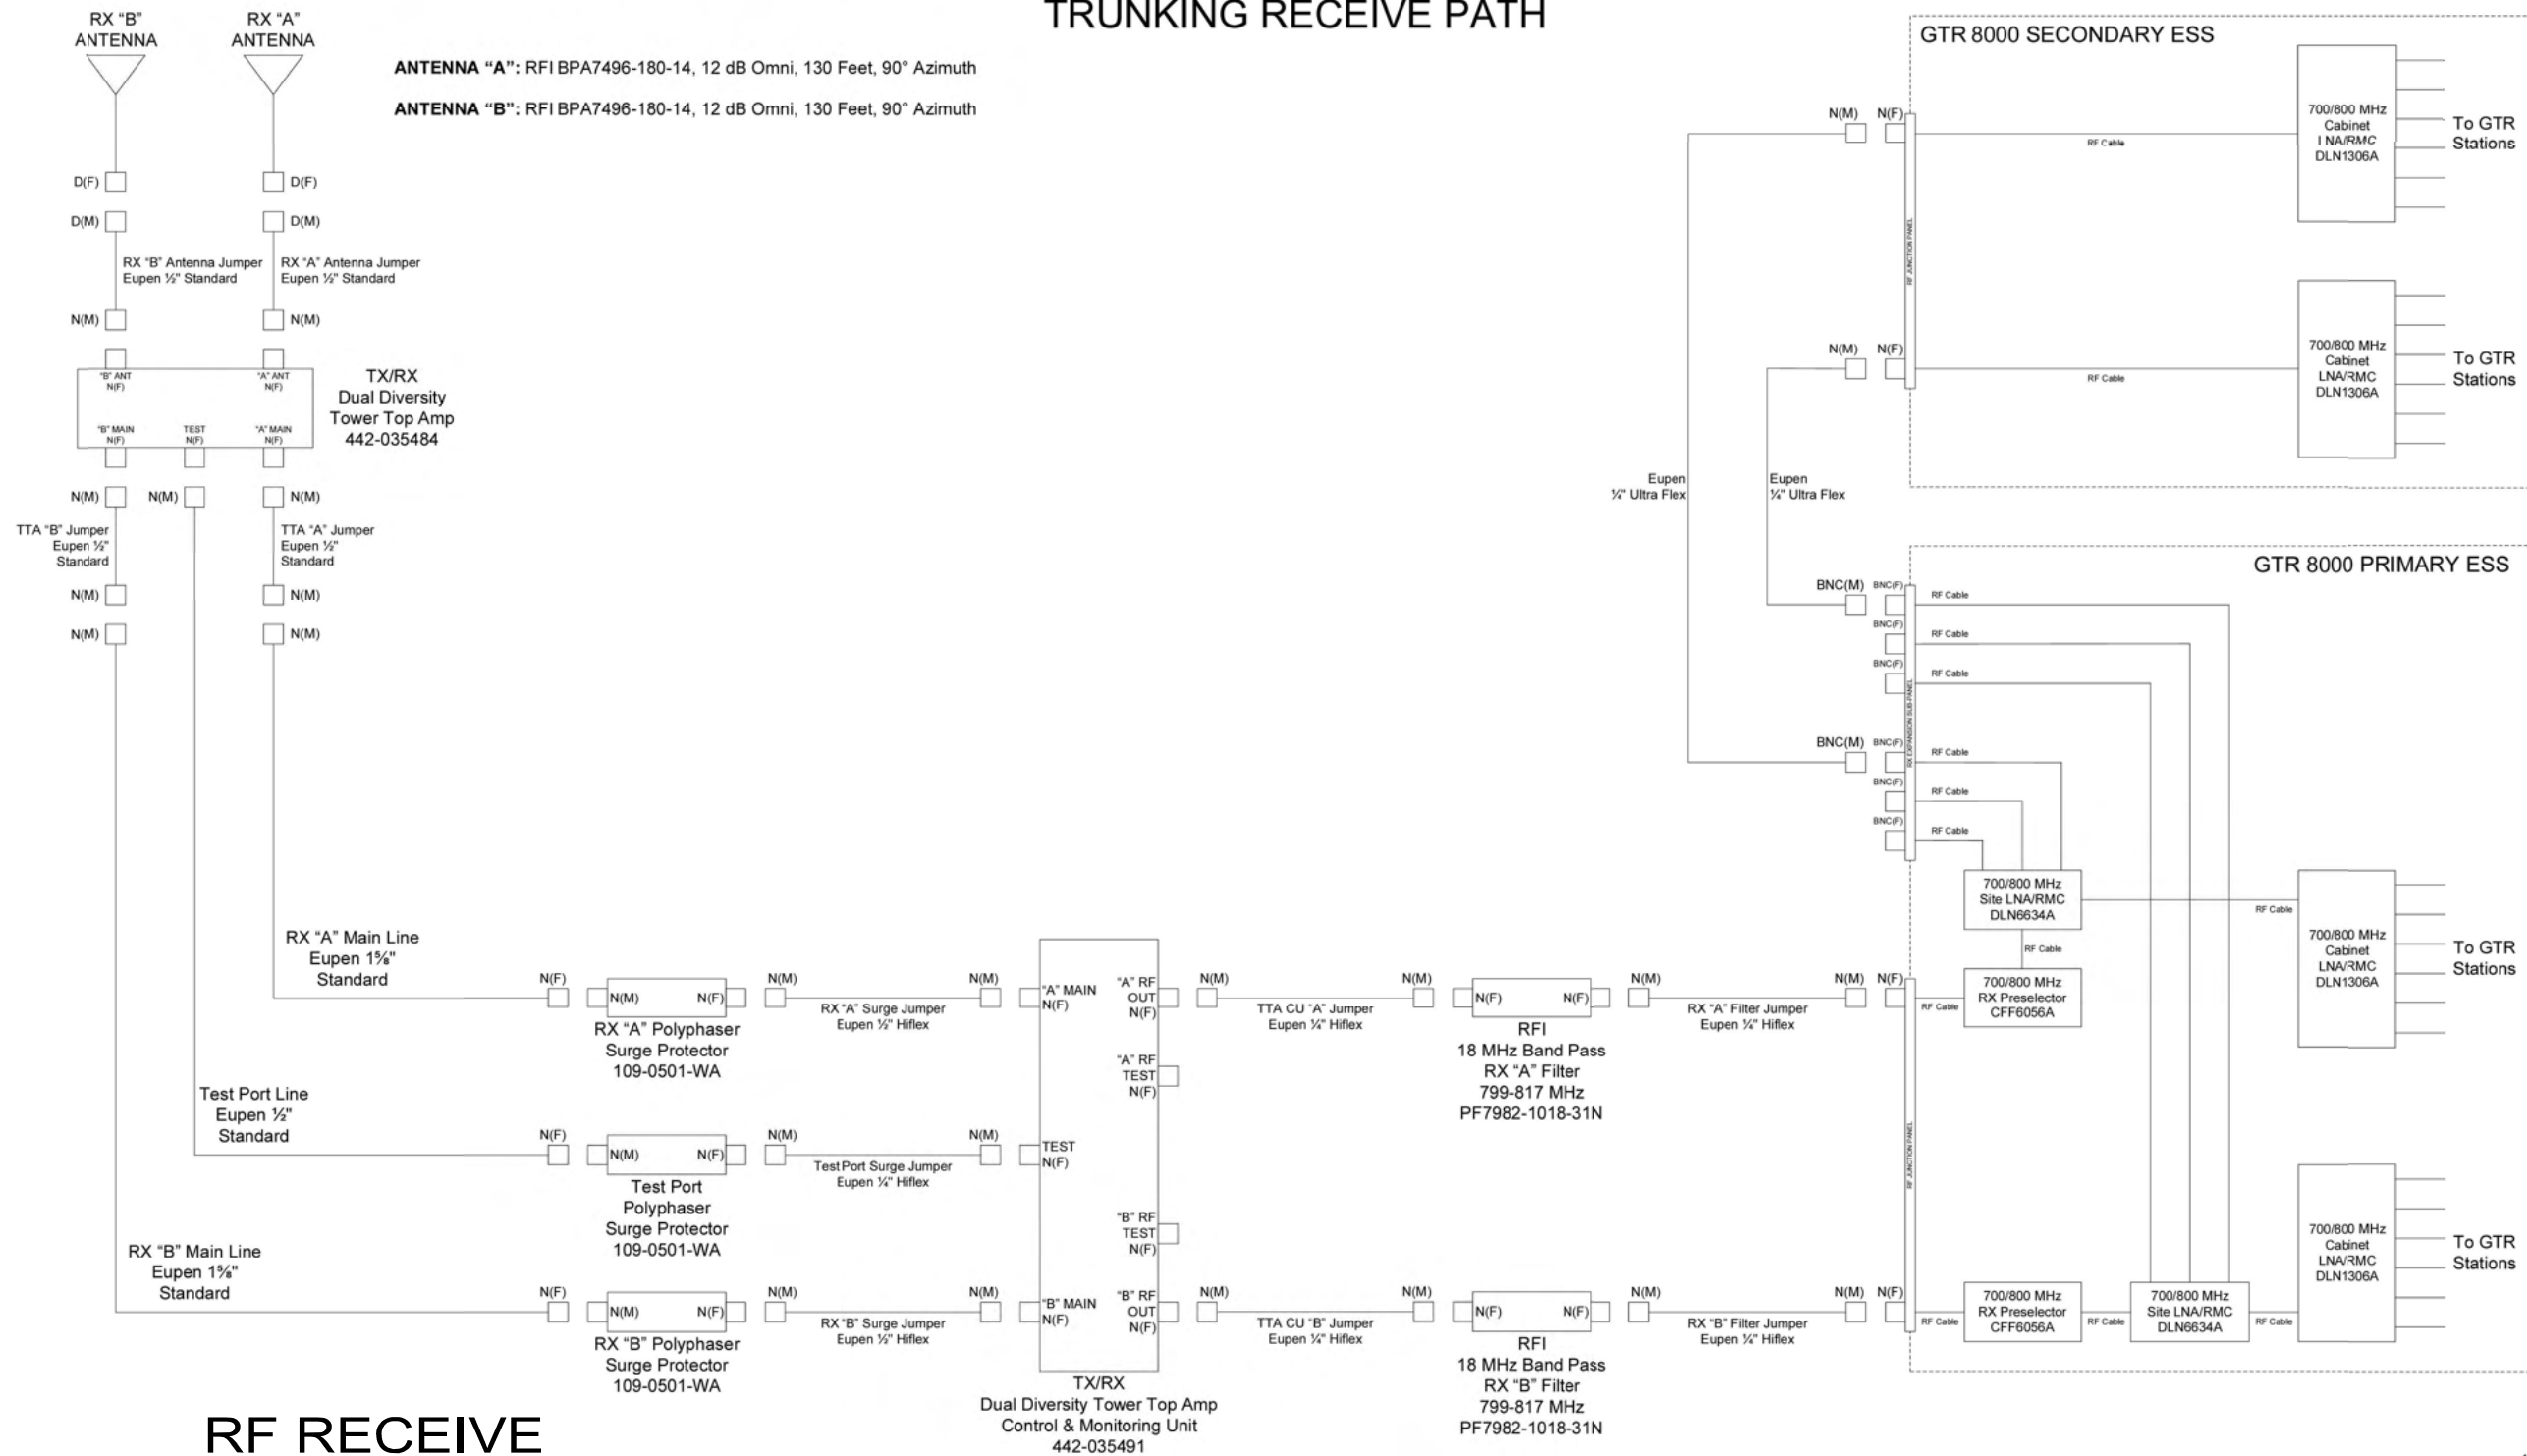 TRUNKING RECEIVE PATH
RX “B”
ANTENNA
RX “A”
ANTENNA
ANTENNA “A”: RFI BPA7496-180-14, 12 dB Omni, 130 Feet, 90° Azimuth
ANTENNA “B”: RFI BPA7496-180-14, 12 dB Omni, 130 Feet, 90° Azimuth
D(F)
D(F)
D(M)
D(M)
RX “B” Antenna Jumper
Eupen ½” Standard
RX “A” Antenna Jumper
Eupen ½” Standard
N(M)
N(M)
“B” ANT
N(F)
“A” ANT
N(F)
“B” MAIN
N(F)
TEST
N(F)
“A” MAIN
N(F)
TX/RX
Dual Diversity
Tower Top Amp
442-035484
N(M)
N(M)
N(M)
TTA “B” Jumper
Eupen ½”
Standard
TTA “A” Jumper
Eupen ½”
Standard
N(M)
N(M)
N(M)
N(M)
RX “A” Main Line
Eupen 1⅝”
Standard
Test Port Line
Eupen ½”
Standard
RX “B” Main Line
Eupen 1⅝”
Standard
N(F)
N(M)
N(F)
RX “A” Polyphaser
Surge Protector
109-0501-WA
N(M)
N(M)
RX “A” Surge Jumper
Eupen ½” Hiflex
N(F)
N(M)
N(F)
Test Port
Polyphaser
Surge Protector
109-0501-WA
N(M)
N(M)
Test Port Surge Jumper
Eupen ¼” Hiflex
N(F)
N(M)
N(F)
RX “B” Polyphaser
Surge Protector
109-0501-WA
N(M)
N(M)
RX “B” Surge Jumper
Eupen ½” Hiflex
“A” MAIN
N(F)
“A” RF
OUT
N(F)
“A” RF
TEST
N(F)
TEST
N(F)
“B” RF
TEST
N(F)
“B” MAIN
N(F)
“B” RF
OUT
N(F)
TX/RX
Dual Diversity Tower Top Amp
Control & Monitoring Unit
442-035491
N(M)
N(M)
TTA CU “A” Jumper
Eupen ¼” Hiflex
N(F)
N(F)
RFI
18 MHz Band Pass
RX “A” Filter
799-817 MHz
PF7982-1018-31N
N(M)
N(M)
N(F)
RX “A” Filter Jumper
Eupen ¼” Hiflex
N(M)
N(M)
TTA CU “B” Jumper
Eupen ¼” Hiflex
N(F)
N(F)
RFI
18 MHz Band Pass
RX “B” Filter
799-817 MHz
PF7982-1018-31N
N(M)
N(M)
N(F)
RX “B” Filter Jumper
Eupen ¼” Hiflex
GTR 8000 SECONDARY ESS
N(M)
N(F)
RF Cable
700/800 MHz
Cabinet
LNA/RMC
DLN1306A
To GTR
Stations
RF JUNCTION PANEL
N(M)
N(F)
RF Cable
700/800 MHz
Cabinet
LNA/RMC
DLN1306A
To GTR
Stations
Eupen
¼” Ultra Flex
Eupen
¼” Ultra Flex
GTR 8000 PRIMARY ESS
BNC(M)
BNC(F)
RF Cable
BNC(F)
RF Cable
BNC(F)
RF Cable
RX EXPANSION SUB-PANEL
BNC(M)
BNC(F)
RF Cable
BNC(F)
RF Cable
BNC(F)
RF Cable
700/800 MHz
Site LNA/RMC
DLN6634A
RF Cable
RF Cable
700/800 MHz
RX Preselector
CFF6056A
RF Cable
700/800 MHz
Cabinet
LNA/RMC
DLN1306A
To GTR
Stations
RF JUNCTION PANEL
RF Cable
700/800 MHz
RX Preselector
CFF6056A
RF Cable
700/800 MHz
Site LNA/RMC
DLN6634A
RF Cable
700/800 MHz
Cabinet
LNA/RMC
DLN1306A
To GTR
Stations
RF RECEIVE